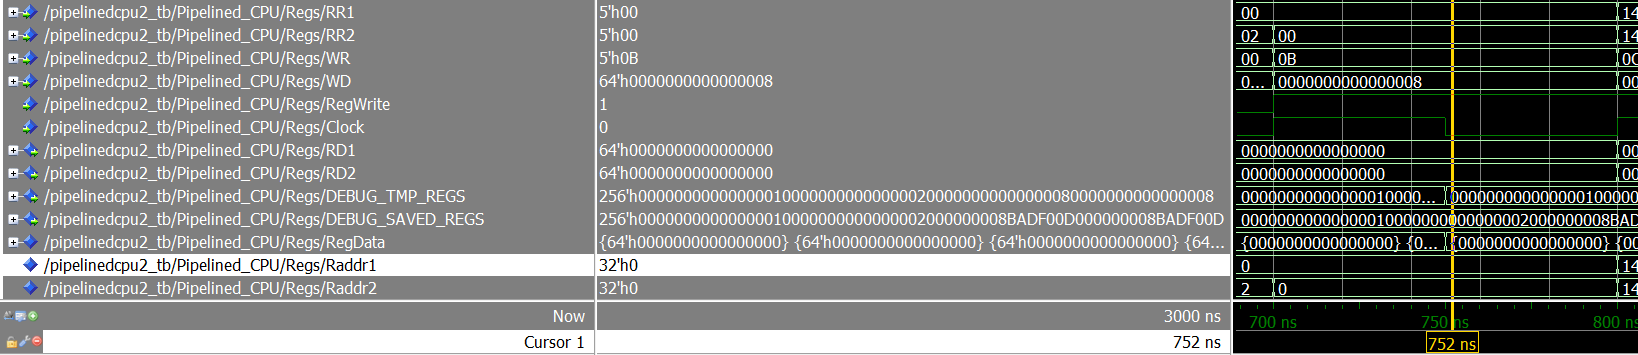 /pipelinedcpu2_tb/Pipelined_CPU/Regs/RR1 5'h00 00 14
/pipelinedcpu2_tb/Pipelined_CPU/Regs/RR2 5'h00 02 00 14
/pipelinedcpu2_tb/Pipelined_CPU/Regs/WR 5'h0B 00 0B 0C
/pipelinedcpu2_tb/Pipelined_CPU/Regs/WD 64'h0000000000000008 0... 0000000000000008 00
/pipelinedcpu2_tb/Pipelined_CPU/Regs/RegWrite 1
/pipelinedcpu2_tb/Pipelined_CPU/Regs/Clock 0
/pipelinedcpu2_tb/Pipelined_CPU/Regs/RD1 64'h0000000000000000 0000000000000000 00
/pipelinedcpu2_tb/Pipelined_CPU/Regs/RD2 64'h0000000000000000 0000000000000000 00
/pipelinedcpu2_tb/Pipelined_CPU/Regs/DEBUG_TMP_REGS 256'h0000000000000001000000000000000200000000000000080000000000000008 000000000000000010000... 000000000000000100000
/pipelinedcpu2_tb/Pipelined_CPU/Regs/DEBUG_SAVED_REGS 256'h00000000000000010000000000000002000000008BADF00D000000008BADF00D 00000000000000010000000000000002000000008BAD
/pipelinedcpu2_tb/Pipelined_CPU/Regs/RegData {64'h0000000000000000} {64'h0000000000000000} {64'h0000000000000000} {64... {0000000000000000} {0... {0000000000000000} {00 {0
/pipelinedcpu2_tb/Pipelined_CPU/Regs/Raddr1 32'h0 0 14
/pipelinedcpu2_tb/Pipelined_CPU/Regs/Raddr2 32'h0 2 0 14
Now 3000 ns 700 ns 750 ns 800 ns
Cursor 1 752 ns 752 ns